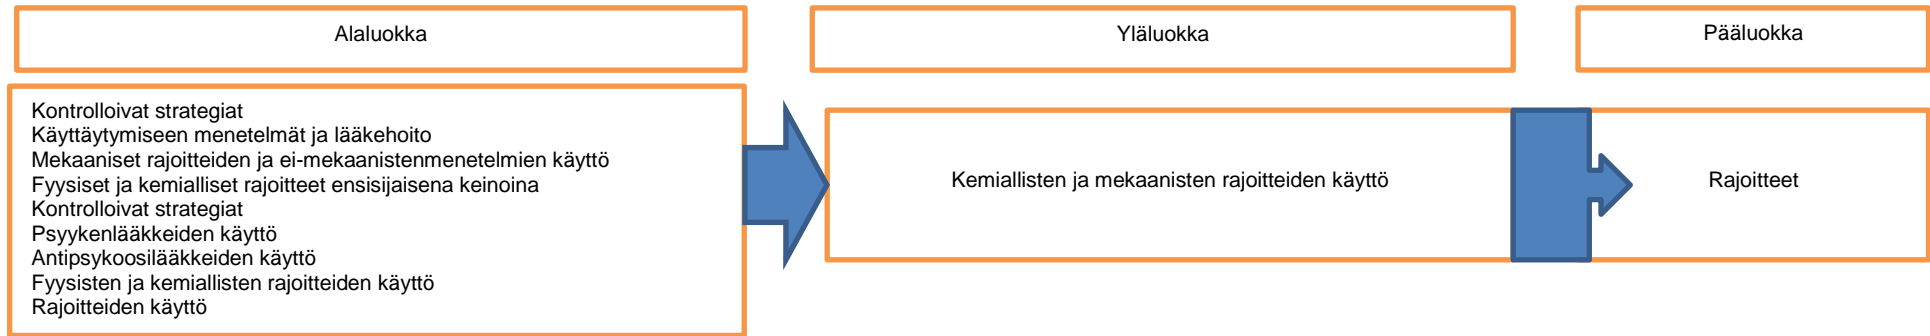 Alaluokka
Yläluokka
Pääluokka
Kontrolloivat strategiat
Käyttäytymiseen menetelmät ja lääkehoito
Mekaaniset rajoitteiden ja ei-mekaanistenmenetelmien käyttö
Fyysiset ja kemialliset rajoitteet ensisijaisena keinoina
Kontrolloivat strategiat
Psyykenlääkkeiden käyttö
Antipsykoosilääkkeiden käyttö
Fyysisten ja kemiallisten rajoitteiden käyttö
Rajoitteiden käyttö
Kemiallisten ja mekaanisten rajoitteiden käyttö
Rajoitteet